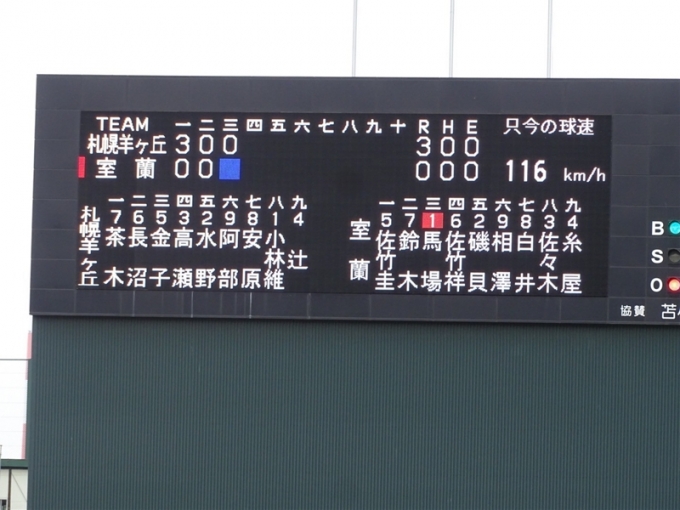 TEAM 一 二 三 四 五 六 七 八 九 十 R H E 只今の球速
札幌羊ヶ丘 3 0 0 3 0 0
室蘭 0 0 0 0 0 116 km/h
札幌羊ヶ丘
一 7 茶木
二 6 長沼
三 5 金子
四 3 高瀬
五 2 水野
六 9 阿部
七 8 安原
八 1 小林維
九 4 辻
室蘭
一 5 佐竹圭
二 7 鈴木
三 1 馬場
四 6 佐竹祥
五 2 磯貝
六 9 相澤
七 8 白井
八 3 佐々木
九 4 糸屋
B
S
O
協賛 苫